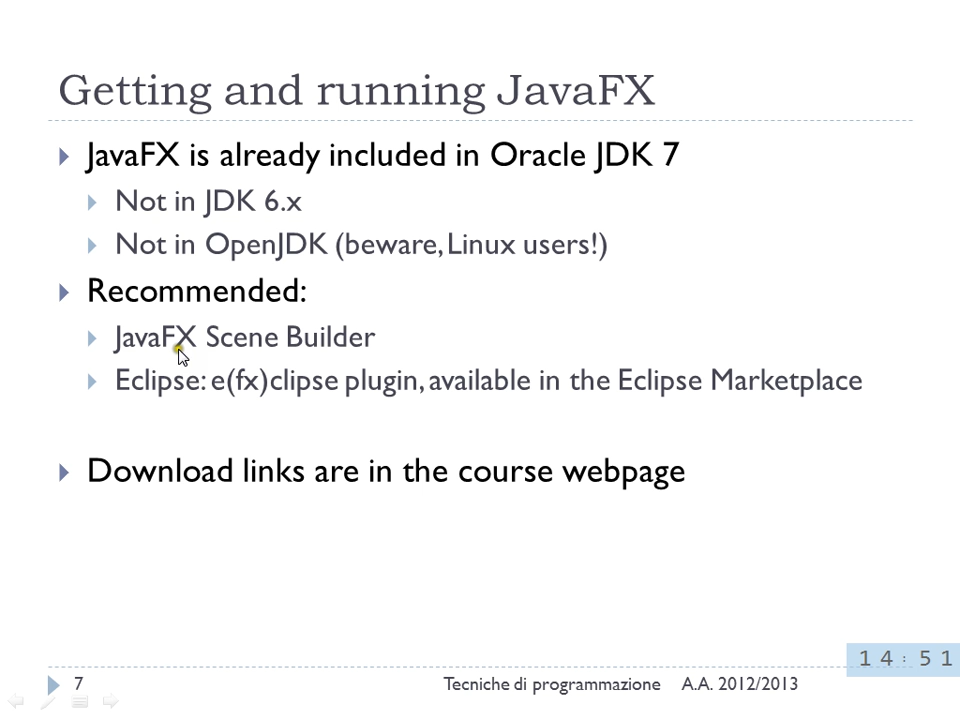 Getting and running JavaFX
JavaFX is already included in Oracle JDK 7
Not in JDK 6.x
Not in OpenJDK (beware, Linux users!)
Recommended:
JavaFX Scene Builder
Eclipse: e(fx)clipse plugin, available in the Eclipse Marketplace
Download links are in the course webpage
14:51
7 Tecniche di programmazione A.A. 2012/2013